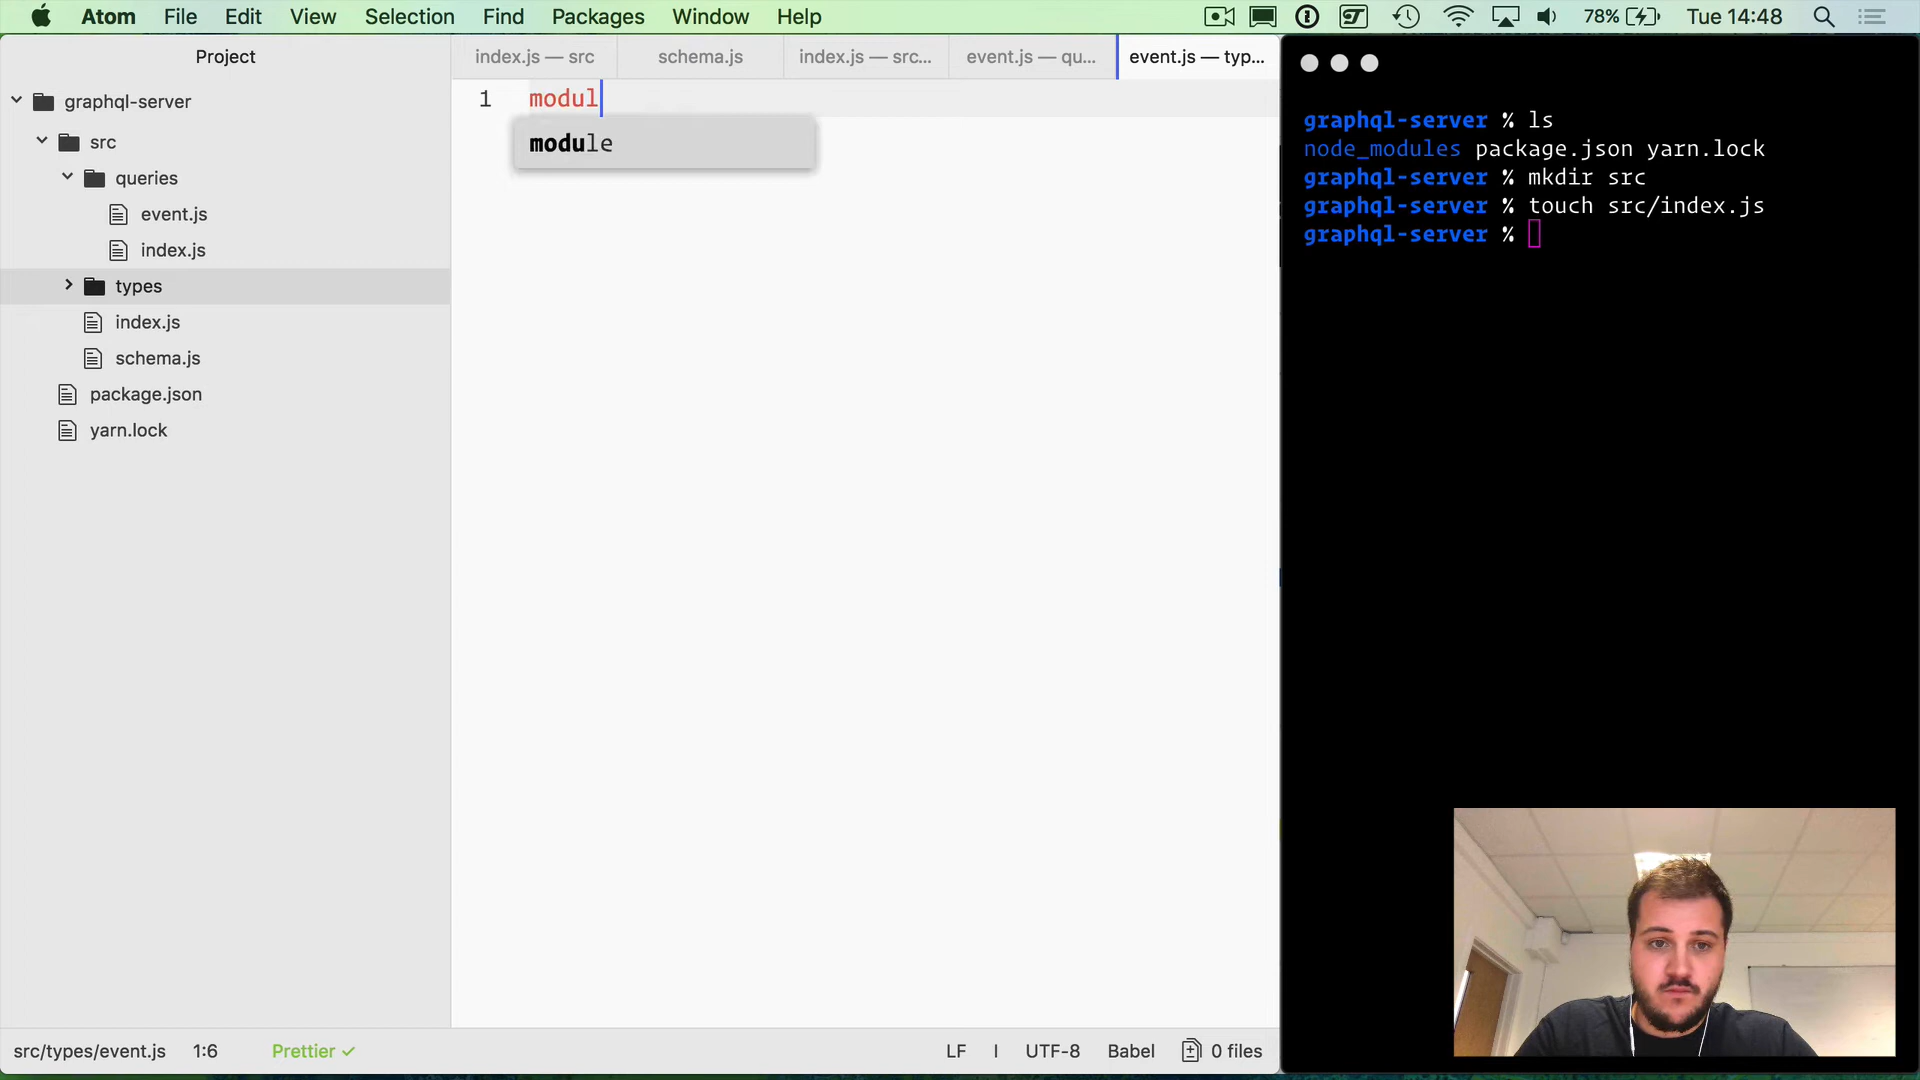 Atom File Edit View Selection Find Packages Window Help 78% Tue 14:48
Project
graphql-server
src
queries
event.js
index.js
types
index.js
schema.js
package.json
yarn.lock
index.js — src schema.js index.js — src... event.js — qu... event.js — typ...
1 modul
module
graphql-server % ls
node_modules package.json yarn.lock
graphql-server % mkdir src
graphql-server % touch src/index.js
graphql-server %
src/types/event.js 1:6 Prettier ✓ LF I UTF-8 Babel 0 files